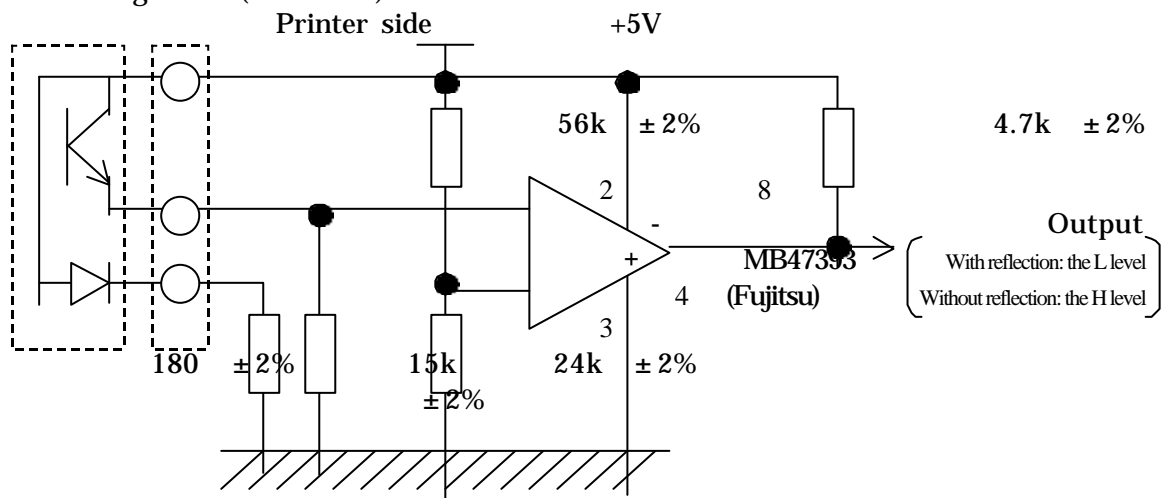 Printer side +5V
56k ±2% 4.7k ±2%
2 8
-
Output
+
MB47393
With reflection: the L level
4 (Fujitsu)
Without reflection: the H level
3
180 ±2% 15k 24k ±2%
±2%